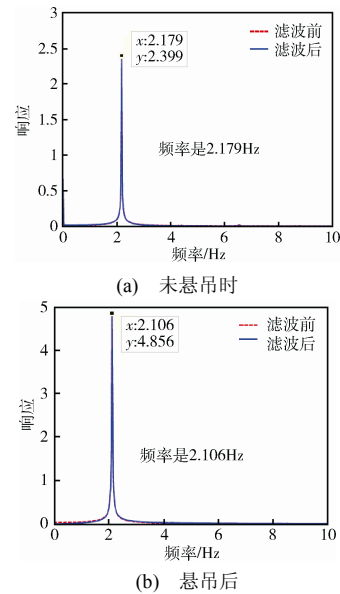 3
2.5
2
1.5
1
0.5
0
响应
x:2.179
y:2.399
滤波前
滤波后
频率是2.179Hz
0 2 4 6 8 10
频率/Hz
(a) 未悬吊时
5
4
3
2
1
0
响应
x:2.106
y:4.856
滤波前
滤波后
频率是2.106Hz
0 2 4 6 8 10
频率/Hz
(b) 悬吊后